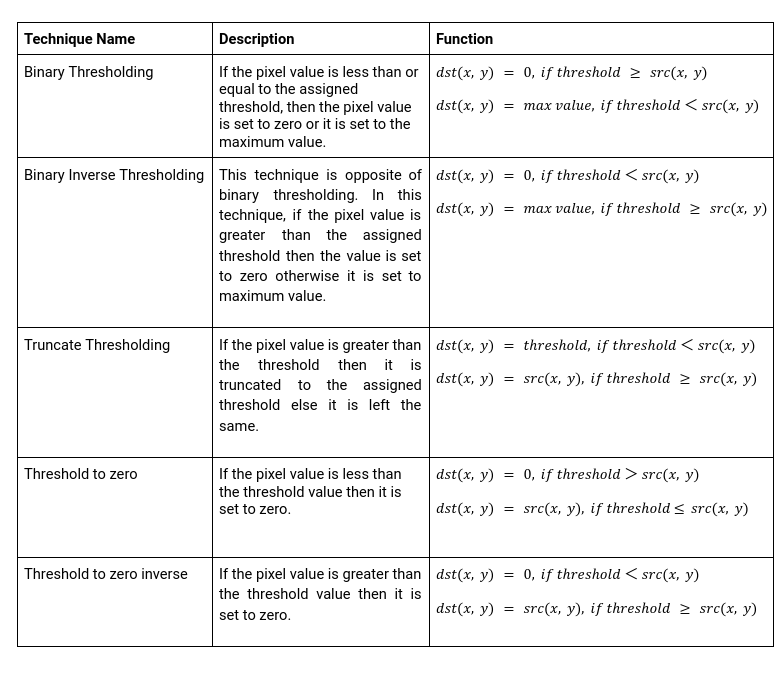 Technique Name
Description
Function
Binary Thresholding
If the pixel value is less than or
equal to the assigned
threshold, then the pixel value
is set to zero or it is set to the
maximum value.
dst(x, y) = 0, if threshold ≥ src(x, y)
dst(x, y) = max value, if threshold < src(x, y)
Binary Inverse Thresholding
This technique is opposite of
binary thresholding. In this
technique, if the pixel value is
greater than the assigned
threshold then the value is set
to zero otherwise it is set to
maximum value.
dst(x, y) = 0, if threshold < src(x, y)
dst(x, y) = max value, if threshold ≥ src(x, y)
Truncate Thresholding
If the pixel value is greater than
the threshold then it is
truncated to the assigned
threshold else it is left the
same.
dst(x, y) = threshold, if threshold < src(x, y)
dst(x, y) = src(x, y), if threshold ≥ src(x, y)
Threshold to zero
If the pixel value is less than
the threshold value then it is
set to zero.
dst(x, y) = 0, if threshold > src(x, y)
dst(x, y) = src(x, y), if threshold ≤ src(x, y)
Threshold to zero inverse
If the pixel value is greater than
the threshold value then it is
set to zero.
dst(x, y) = 0, if threshold < src(x, y)
dst(x, y) = src(x, y), if threshold ≥ src(x, y)